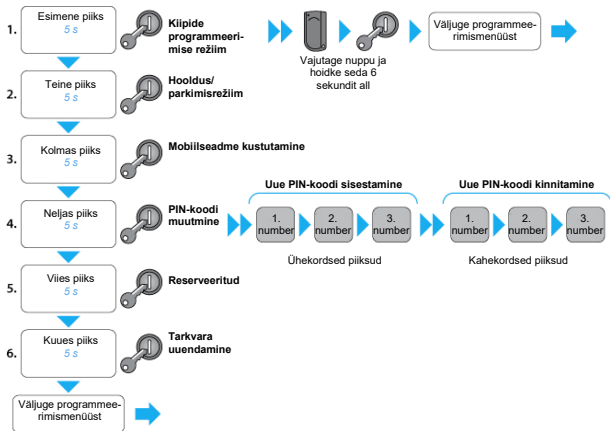 1.
Esimene piiks
5 s
Kiipide
programmeeri-
mise režiim
Vajutage nuppu ja
hoidke seda 6
sekundit all
Väljuge programmee-
rimismenüüst
2.
Teine piiks
5 s
Hooldus/
parkimisrežiim
3.
Kolmas piiks
5 s
Mobiilseadme kustutamine
4.
Neljas piiks
5 s
PIN-koodi
muutmine
Uue PIN-koodi sisestamine
1.
number
2.
number
3.
number
Ühekordsed piiksud
Uue PIN-koodi kinnitamine
1.
number
2.
number
3.
number
Kahekordsed piiksud
5.
Viies piiks
5 s
Reserveeritud
6.
Kuues piiks
5 s
Tarkvara
uuendamine
Väljuge programmee-
rimismenüüst